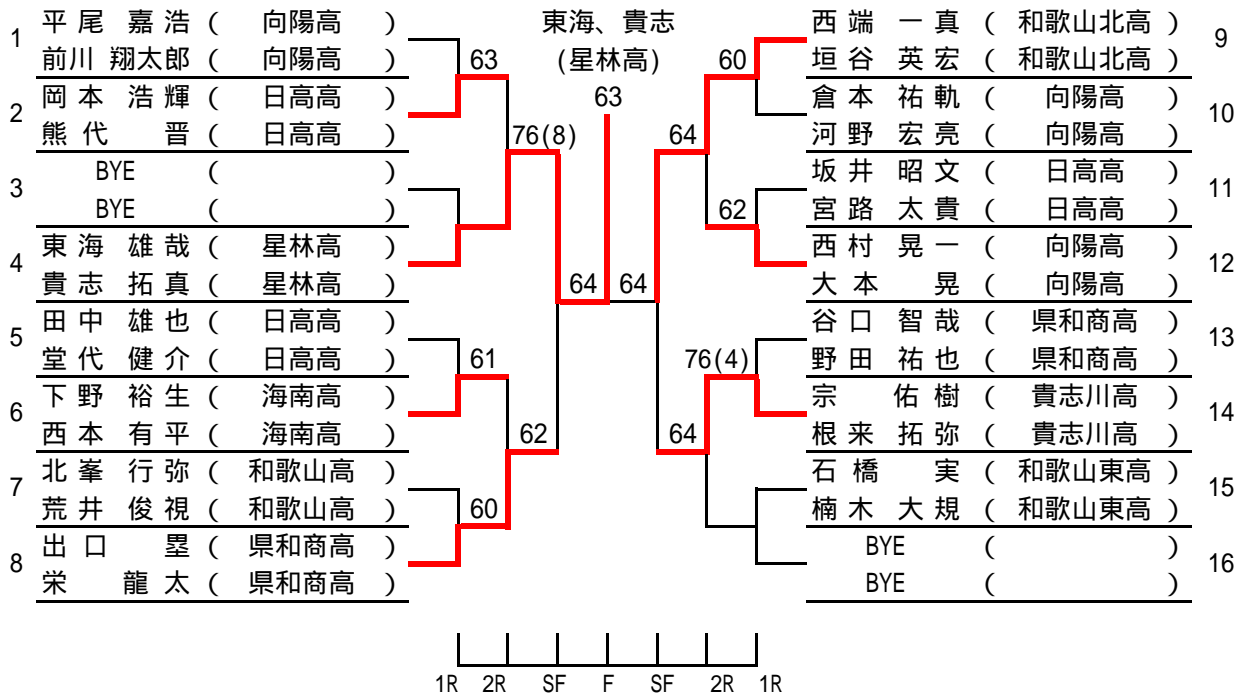 東海、貴志
(星林高)
63
1
平尾 嘉浩 ( 向陽高 )
前川 翔太郎 ( 向陽高 )
63
2
岡本 浩輝 ( 日高高 )
熊代 晋 ( 日高高 )
76(8)
3
BYE ( )
BYE ( )
4
東海 雄哉 ( 星林高 )
貴志 拓真 ( 星林高 )
64
5
田中 雄也 ( 日高高 )
堂代 健介 ( 日高高 )
61
6
下野 裕生 ( 海南高 )
西本 有平 ( 海南高 )
62
7
北峯 行弥 ( 和歌山高 )
荒井 俊視 ( 和歌山高 )
60
8
出口 塁 ( 県和商高 )
栄 龍太 ( 県和商高 )
西端 一真 ( 和歌山北高 )
垣谷 英宏 ( 和歌山北高 )
9
60
倉本 祐軌 ( 向陽高 )
河野 宏亮 ( 向陽高 )
10
64
坂井 昭文 ( 日高高 )
宮路 太貴 ( 日高高 )
11
62
西村 晃一 ( 向陽高 )
大本 晃 ( 向陽高 )
12
64
谷口 智哉 ( 県和商高 )
野田 祐也 ( 県和商高 )
13
76(4)
宗 佑樹 ( 貴志川高 )
根来 拓弥 ( 貴志川高 )
14
64
石橋 実 ( 和歌山東高 )
楠木 大規 ( 和歌山東高 )
15
BYE ( )
BYE ( )
16
1R 2R SF F SF 2R 1R